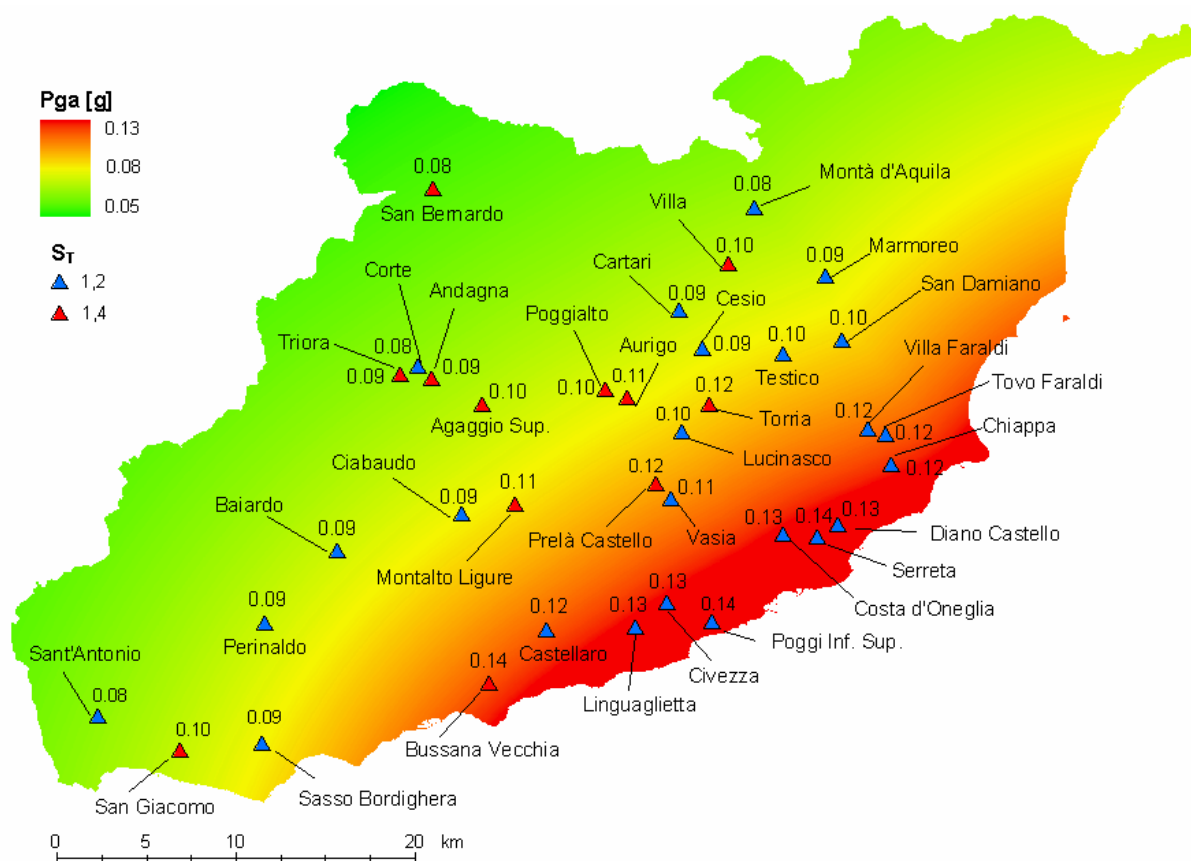 Pga [g]
0.13
0.08
0.05
S_T
1,2
1,4
0.08
San Bernardo
0.08
Montà d'Aquila
Villa
0.10
Marmoreo
0.09
Cartari
0.09
San Damiano
0.10
Corte
0.08
Andagna
0.09
Cesio
0.09
Poggialto
0.10
Aurigo
0.11
Triora
0.09
0.10
Testico
Villa Faraldi
0.12
Tovo Faraldi
0.12
Chiappa
0.12
0.10
Agaggio Sup.
0.12
Torria
0.10
Lucinasco
Ciabaudo
0.09
0.11
Montalto Ligure
0.12
Prelà Castello
0.11
Vasia
Baiardo
0.09
0.13
Diano Castello
0.14
Serreta
0.13
Costa d'Oneglia
0.09
Perinaldo
0.12
Castellaro
0.13
Linguaglietta
0.13
Civezza
0.14
Poggi Inf. Sup.
Sant'Antonio
0.08
0.14
Bussana Vecchia
0.10
San Giacomo
0.09
Sasso Bordighera
0 5 10 20 km